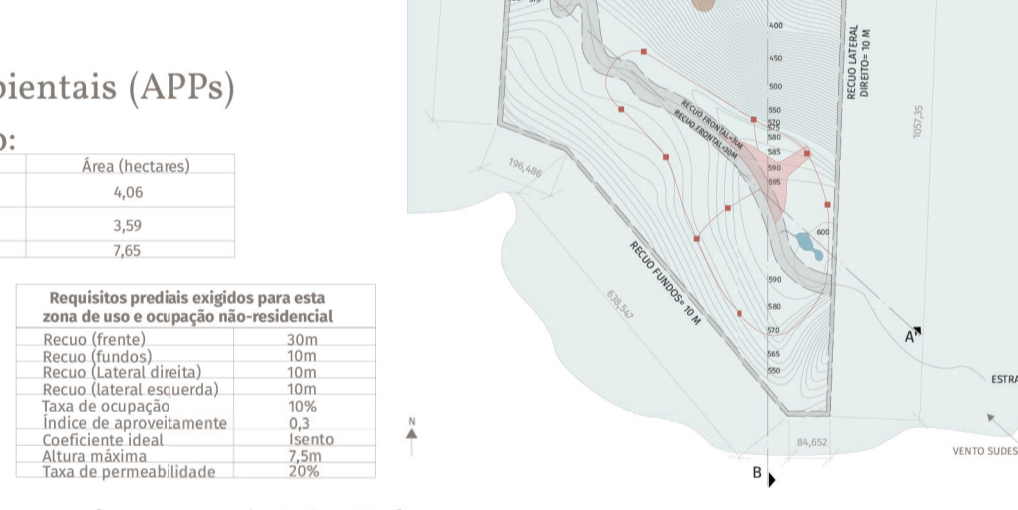 bientais (APPs)
o:
Área (hectares)
4,06
3,59
7,65
Requisitos prediais exigidos para esta
zona de uso e ocupação não-residencial
Recuo (frente) 30m
Recuo (fundos) 10m
Recuo (Lateral direita) 10m
Recuo (lateral esquerda) 10m
Taxa de ocupação 10%
Índice de aproveitamente 0,3
Coeficiente ideal Isento
Altura máxima 7,5m
Taxa de permeabilidade 20%
N
400
450
500
550
570
575
580
585
590
595
600
590
580
570
565
550
RECUO LATERAL
DIREITO= 10 M
1057,35
RECUO FRONTAL=30M
RECUO FRONTAL=30M
196,486
RECUO FUNDOS= 10 M
638,547
A'
ESTRA
84,652
VENTO SUDES
B